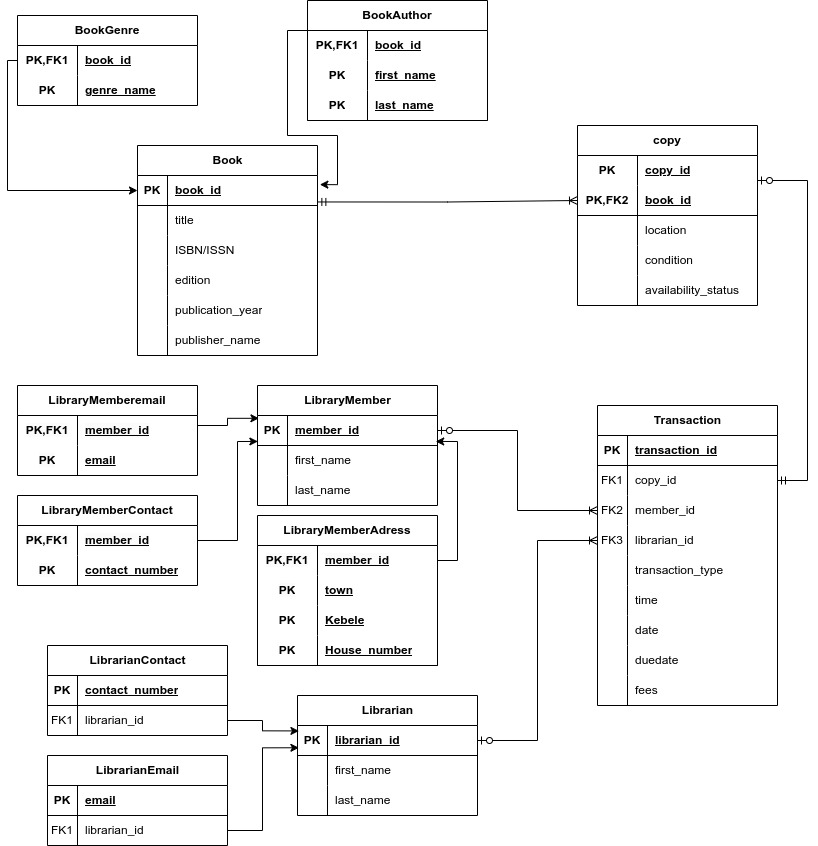 BookGenre
PK,FK1 book_id
PK genre_name
BookAuthor
PK,FK1 book_id
PK first_name
PK last_name
Book
PK book_id
title
ISBN/ISSN
edition
publication_year
publisher_name
copy
PK copy_id
PK,FK2 book_id
location
condition
availability_status
LibraryMemberemail
PK,FK1 member_id
PK email
LibraryMember
PK member_id
first_name
last_name
LibraryMemberContact
PK,FK1 member_id
PK contact_number
LibraryMemberAdress
PK,FK1 member_id
PK town
PK Kebele
PK House_number
Transaction
PK transaction_id
FK1 copy_id
FK2 member_id
FK3 librarian_id
transaction_type
time
date
duedate
fees
LibrarianContact
PK contact_number
FK1 librarian_id
Librarian
PK librarian_id
first_name
last_name
LibrarianEmail
PK email
FK1 librarian_id